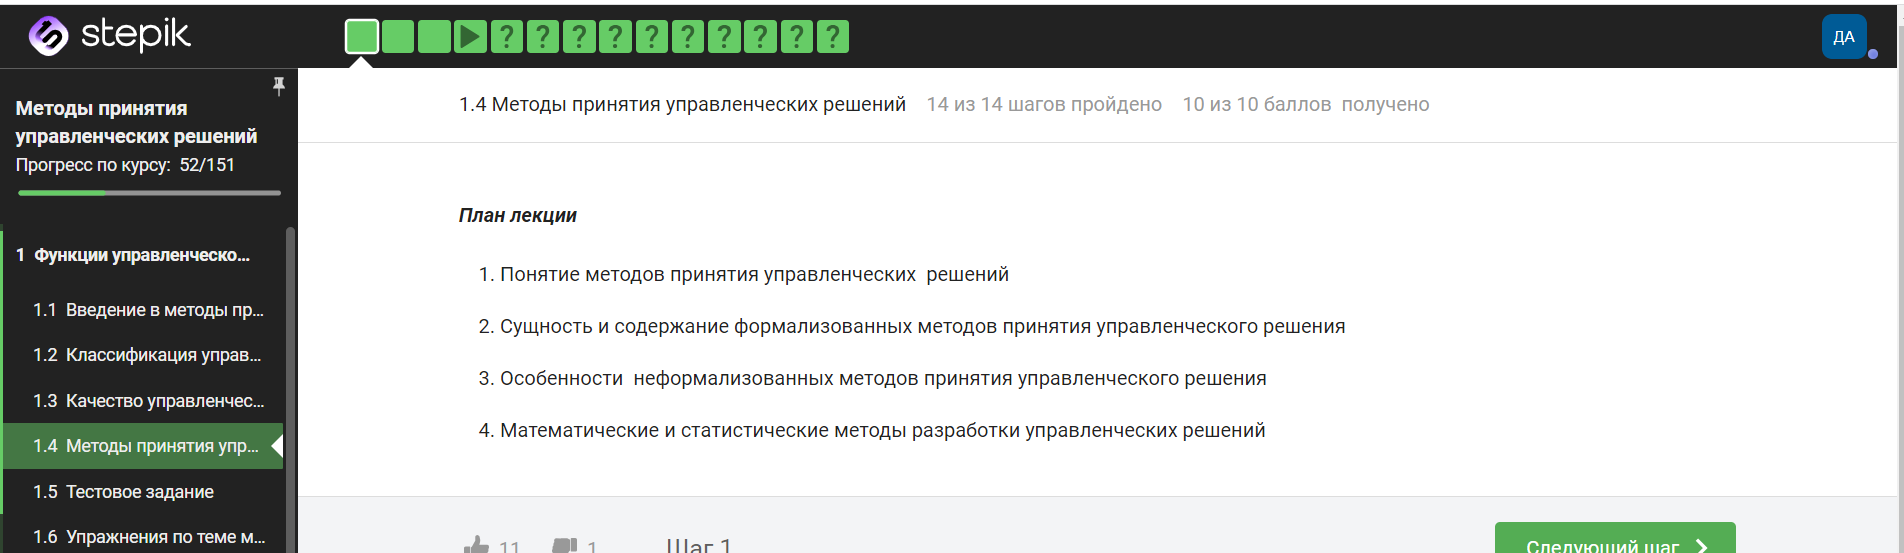 stepik
? ? ? ? ? ? ? ? ? ?
ДА
Методы принятия
управленческих решений
Прогресс по курсу: 52/151
1 Функции управленческо...
1.1 Введение в методы пр...
1.2 Классификация управ...
1.3 Качество управленчес...
1.4 Методы принятия упр...
1.5 Тестовое задание
1.6 Упражнения по теме м...
1.4 Методы принятия управленческих решений 14 из 14 шагов пройдено 10 из 10 баллов получено
План лекции
1. Понятие методов принятия управленческих решений
2. Сущность и содержание формализованных методов принятия управленческого решения
3. Особенности неформализованных методов принятия управленческого решения
4. Математические и статистические методы разработки управленческих решений
11 1 Шаг 1 Следующий шаг